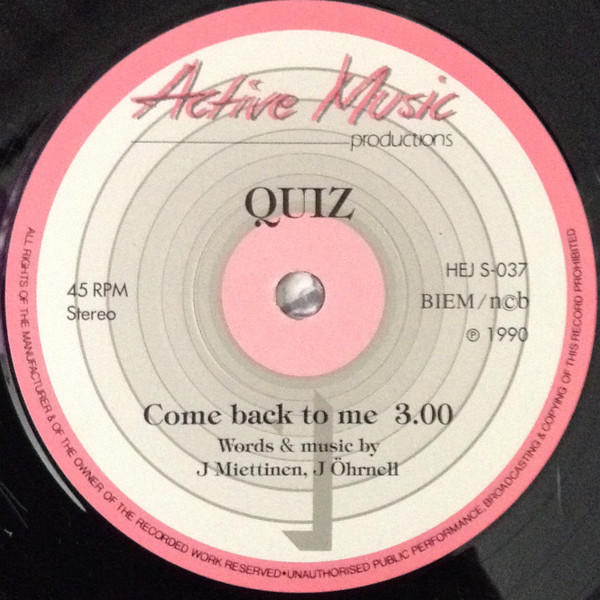 Active Music
productions
QUIZ
45 RPM
Stereo
HEJ S-037
BIEM/n©b
℗ 1990
Come back to me 3.00
Words & music by
J Miettinen, J Öhrnell
ALL RIGHTS OF THE MANUFACTURER & OF THE OWNER OF THE RECORDED WORK RESERVED•UNAUTHORISED PUBLIC PERFORMANCE, BROADCASTING & COPYING OF THIS RECORD PROHIBITED